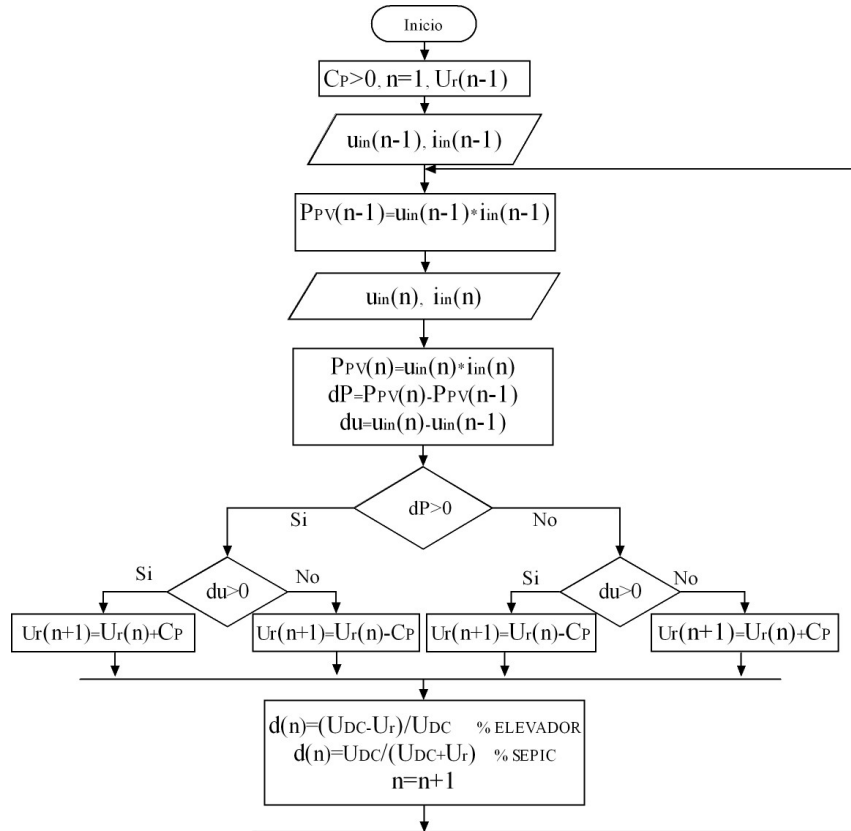 Inicio
CP>0, n=1, Ur(n-1)
uin(n-1), iin(n-1)
PPV(n-1)=uin(n-1)*iin(n-1)
uin(n), iin(n)
PPV(n)=uin(n)*iin(n)
dP=PPV(n)-PPV(n-1)
du=uin(n)-uin(n-1)
dP>0
Si
No
Si
du>0
No
Si
du>0
No
Ur(n+1)=Ur(n)+CP
Ur(n+1)=Ur(n)-CP
Ur(n+1)=Ur(n)-CP
Ur(n+1)=Ur(n)+CP
d(n)=(UDC-Ur)/UDC % ELEVADOR
d(n)=UDC/(UDC+Ur) % SEPIC
n=n+1